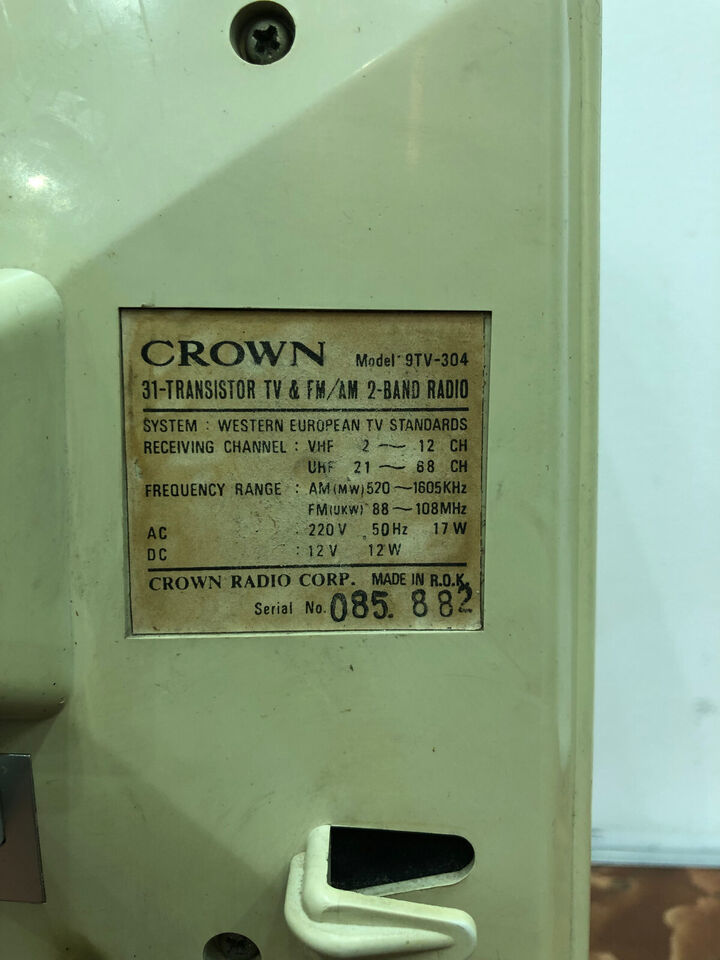 CROWN Model 9TV-304
31-TRANSISTOR TV & FM/AM 2-BAND RADIO
SYSTEM : WESTERN EUROPEAN TV STANDARDS
RECEIVING CHANNEL : VHF 2 ~ 12 CH
UHF 21 ~ 68 CH
FREQUENCY RANGE : AM(MW) 520~1605KHz
FM(UKW) 88~108MHz
AC : 220V 50Hz 17W
DC : 12V 12W
CROWN RADIO CORP. MADE IN R.O.K.
Serial No. 085.882